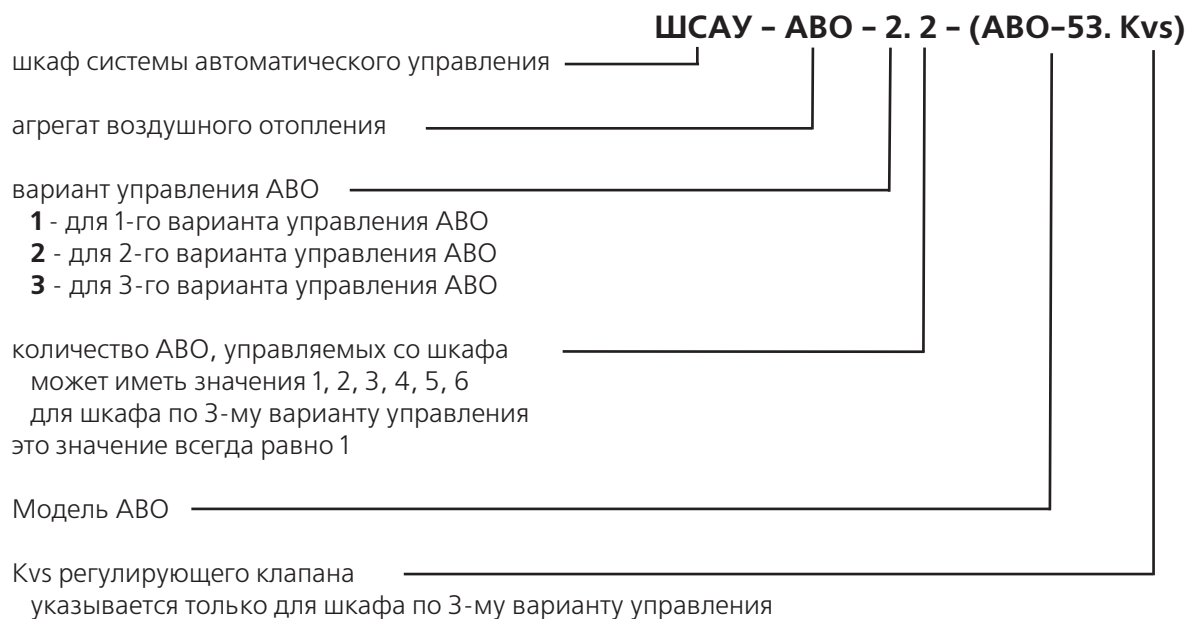 ШСАУ – АВО – 2. 2 – (АВО–53. Kvs)
шкаф системы автоматического управления
агрегат воздушного отопления
вариант управления АВО
1 - для 1-го варианта управления АВО
2 - для 2-го варианта управления АВО
3 - для 3-го варианта управления АВО
количество АВО, управляемых со шкафа
может иметь значения 1, 2, 3, 4, 5, 6
для шкафа по 3-му варианту управления
это значение всегда равно 1
Модель АВО
Kvs регулирующего клапана
указывается только для шкафа по 3-му варианту управления